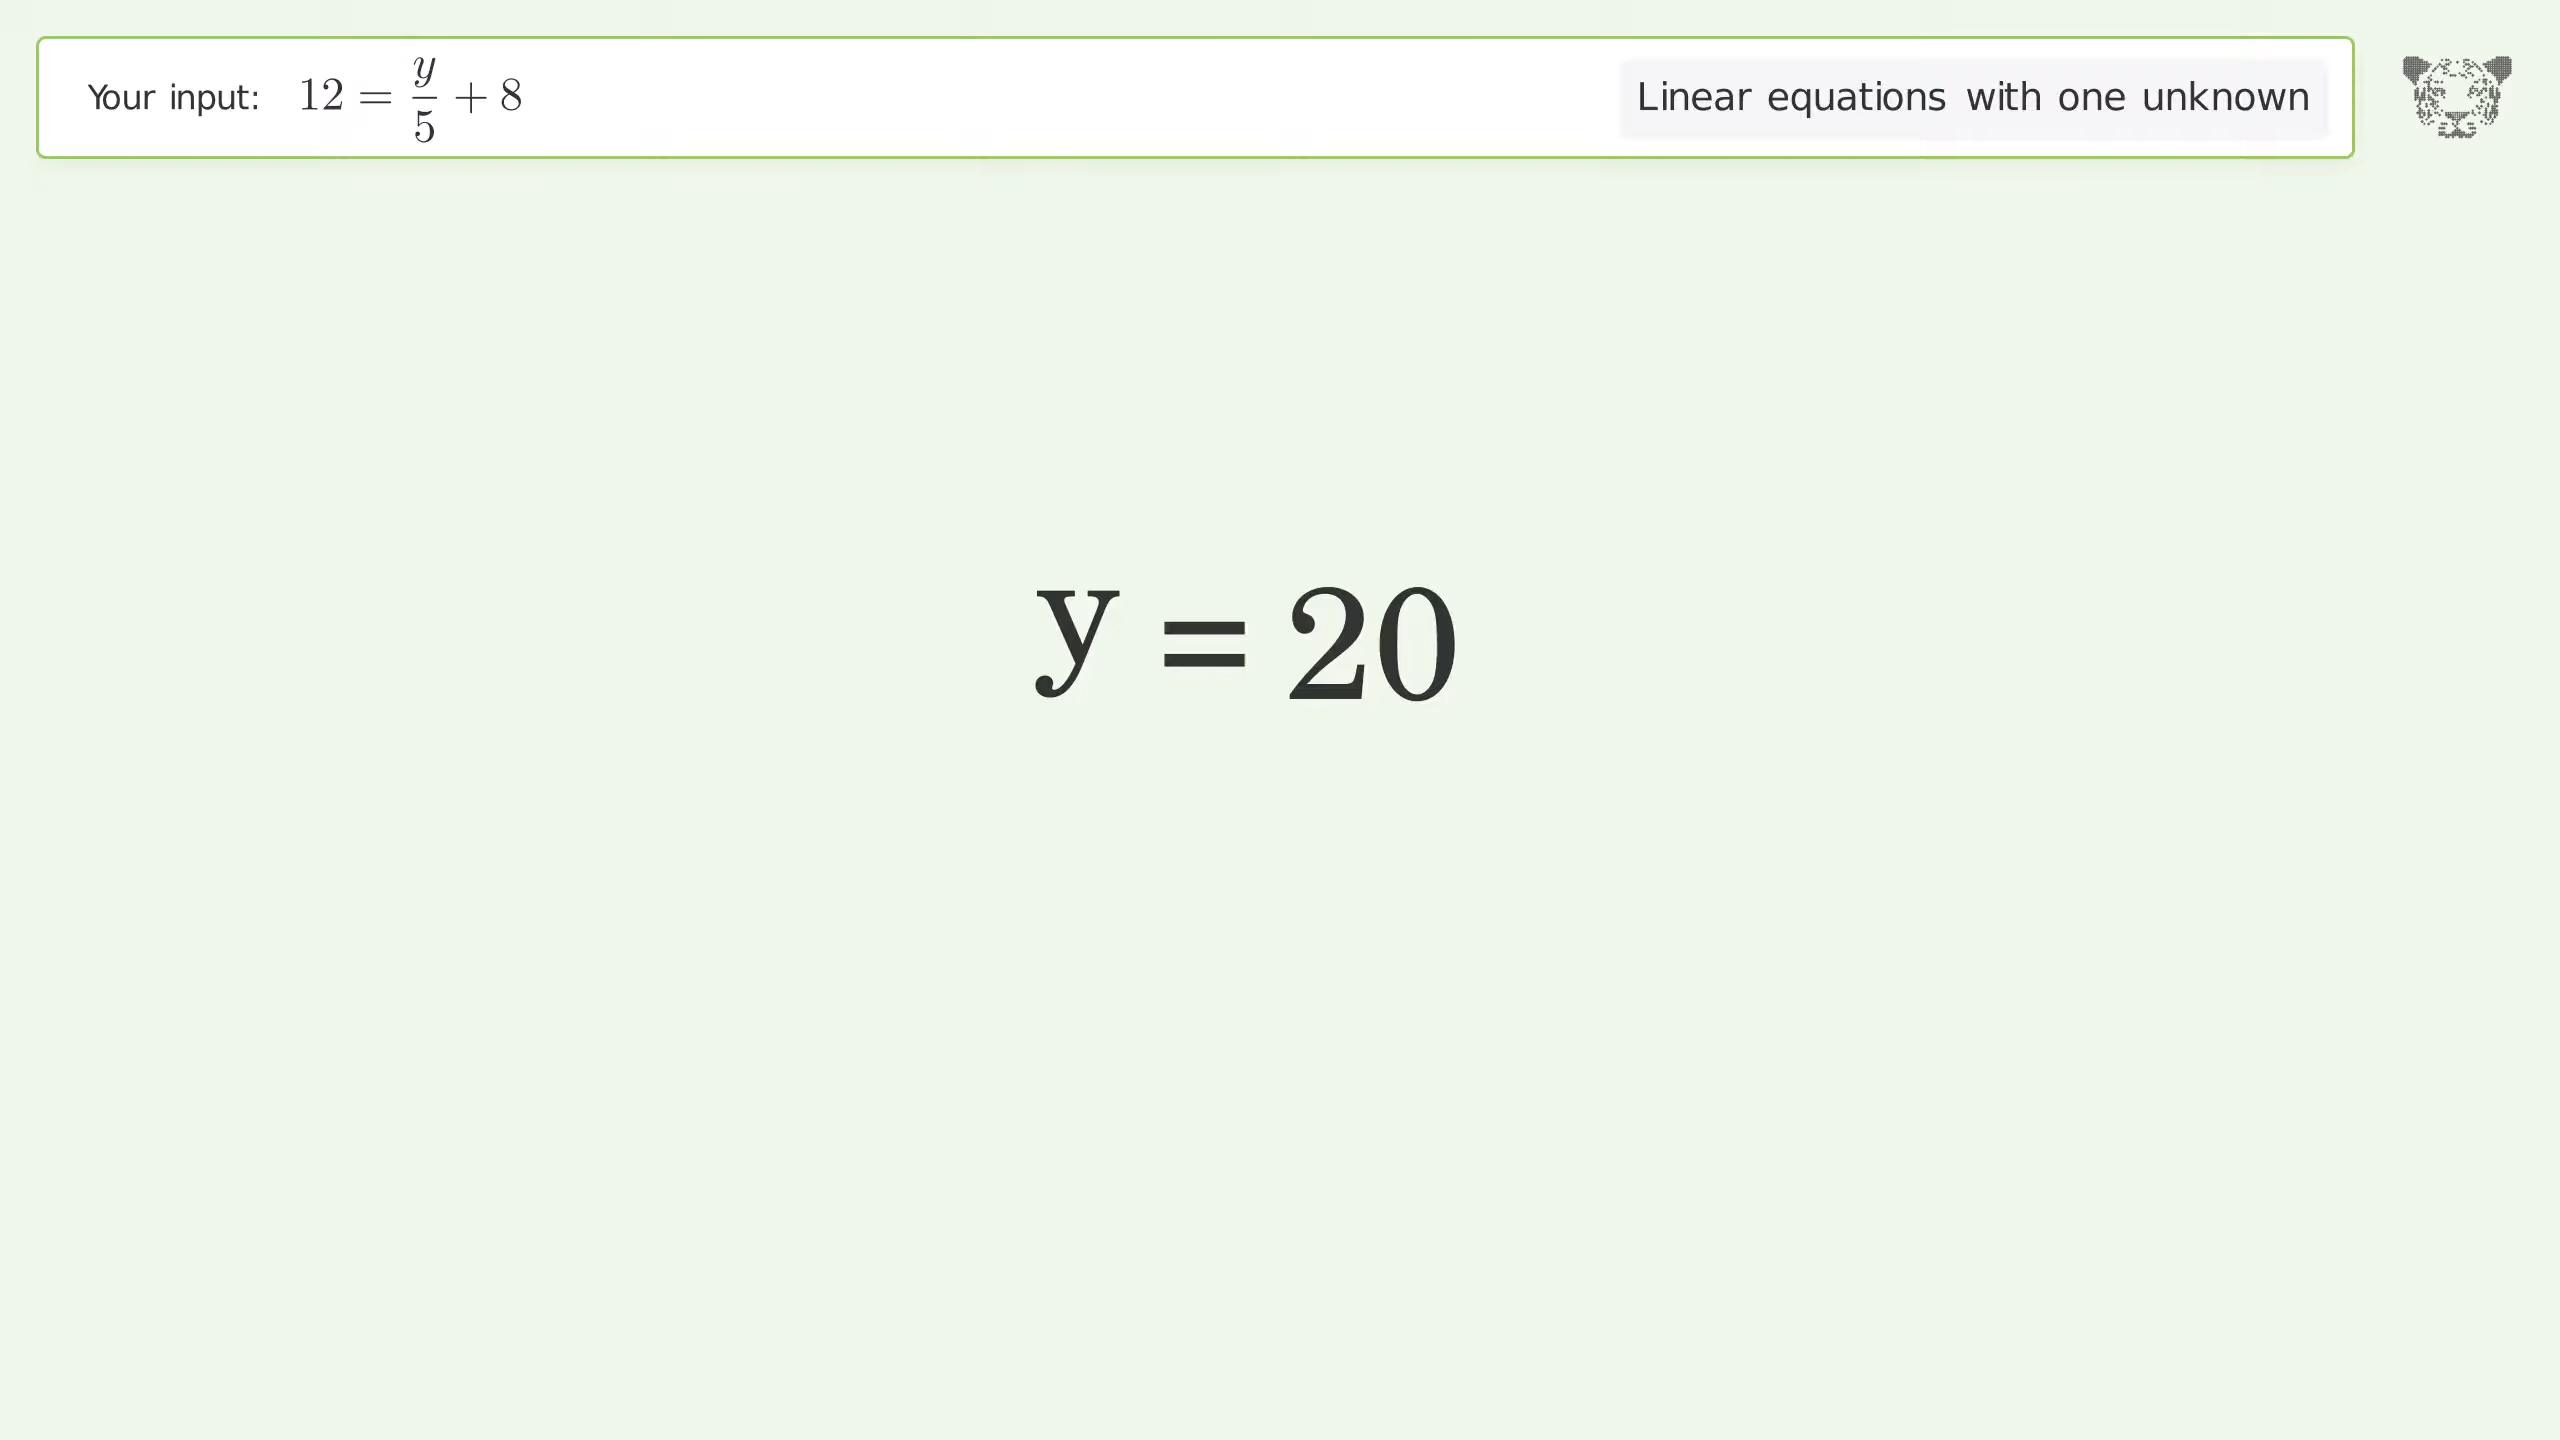 Your input: 12 = y/5 + 8
Linear equations with one unknown
y = 20